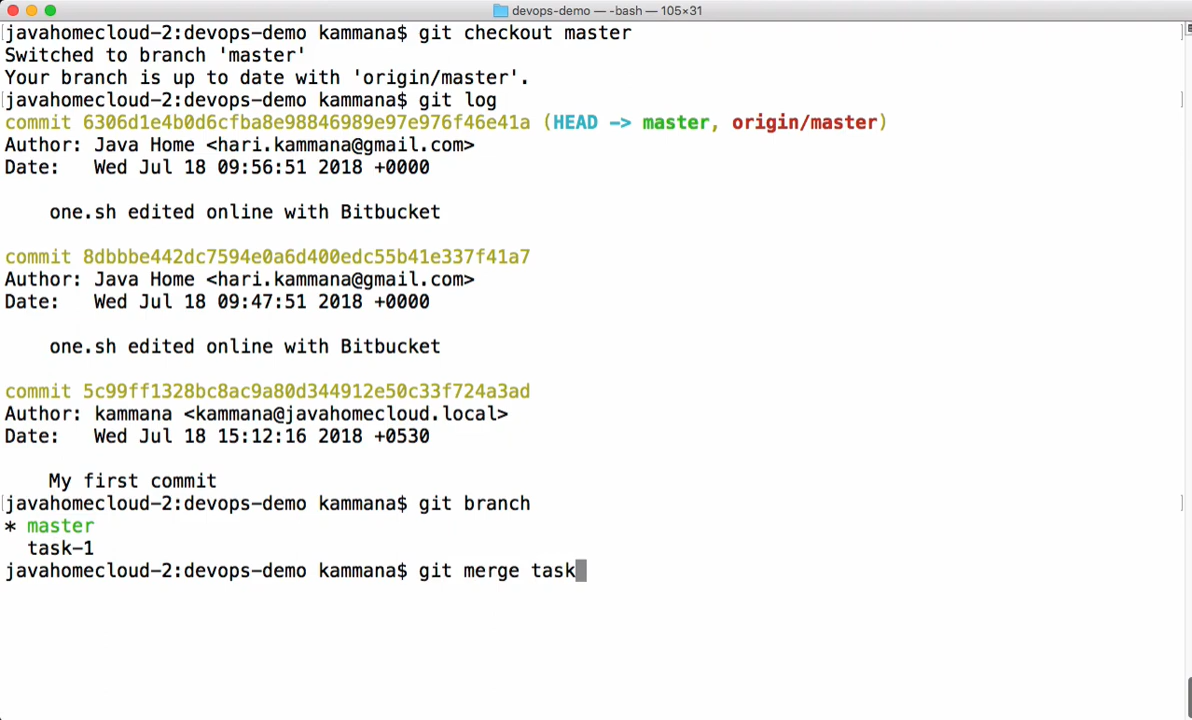 devops-demo — -bash — 105×31
javahomecloud-2:devops-demo kammana$ git checkout master
Switched to branch 'master'
Your branch is up to date with 'origin/master'.
javahomecloud-2:devops-demo kammana$ git log
commit 6306d1e4b0d6cfba8e98846989e97e976f46e41a (HEAD -> master, origin/master)
Author: Java Home <hari.kammana@gmail.com>
Date:   Wed Jul 18 09:56:51 2018 +0000
    one.sh edited online with Bitbucket
commit 8dbbbe442dc7594e0a6d400edc55b41e337f41a7
Author: Java Home <hari.kammana@gmail.com>
Date:   Wed Jul 18 09:47:51 2018 +0000
    one.sh edited online with Bitbucket
commit 5c99ff1328bc8ac9a80d344912e50c33f724a3ad
Author: kammana <kammana@javahomecloud.local>
Date:   Wed Jul 18 15:12:16 2018 +0530
    My first commit
javahomecloud-2:devops-demo kammana$ git branch
* master
  task-1
javahomecloud-2:devops-demo kammana$ git merge task